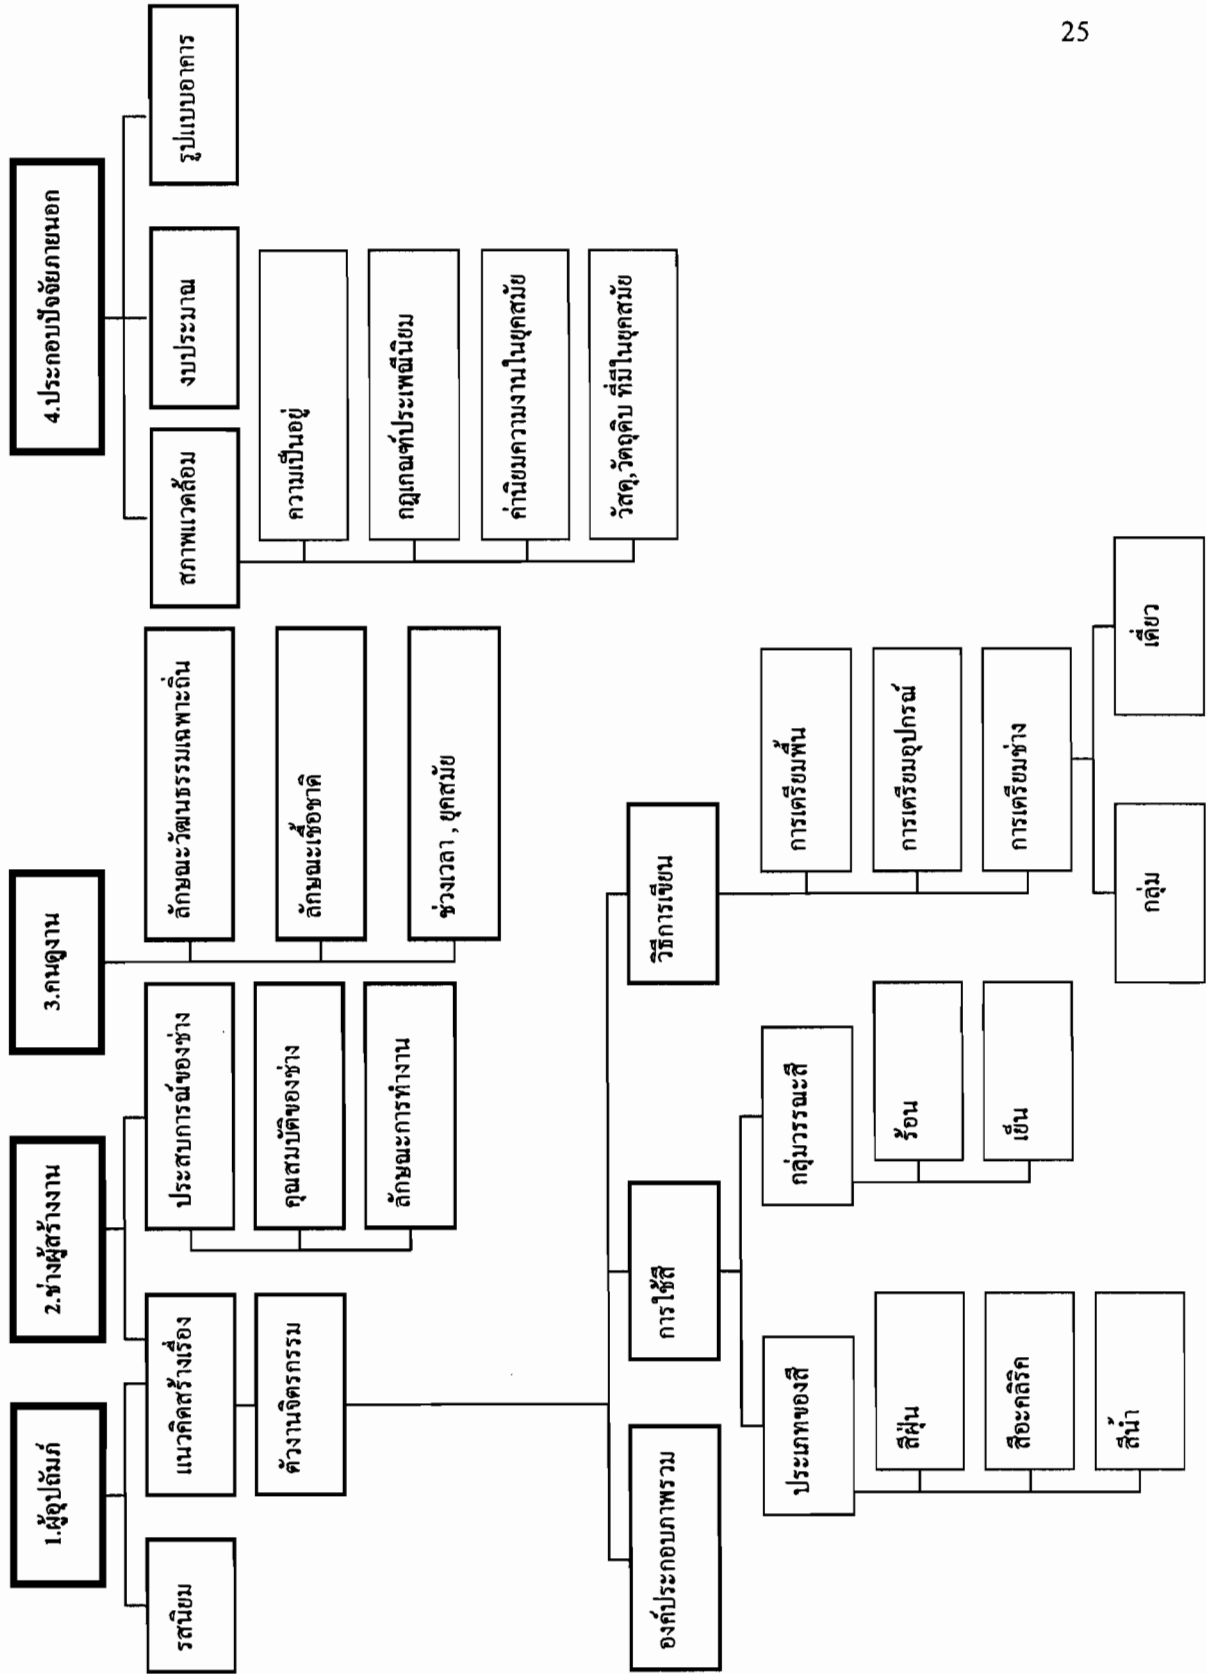 25
1.ผู้อุปถัมภ์
2.ช่างผู้สร้างงาน
3.คนดูงาน
4.ประกอบปัจจัยภายนอก
รสนิยม
แนวคิดสร้างเรื่อง
ประสบการณ์ของช่าง
ลักษณะวัฒนธรรมเฉพาะถิ่น
สภาพแวดล้อม
งบประมาณ
รูปแบบอาคาร
ตัวงานจิตรกรรม
คุณสมบัติของช่าง
ลักษณะเชื้อชาติ
ความเป็นอยู่
ลักษณะการทำงาน
ช่วงเวลา , ยุคสมัย
กฎเกณฑ์ประเพณีนิยม
ค่านิยมความงานในยุคสมัย
วัสดุ,วัตถุดิบ ที่มีในยุคสมัย
องค์ประกอบภาพรวม
การใช้สี
วิธีการเขียน
ประเภทของสี
กลุ่มวรรณะสี
การเตรียมพื้น
สีฝุ่น
ร้อน
การเตรียมอุปกรณ์
สีอะคลิริค
เย็น
การเตรียมช่าง
สีน้ำ
กลุ่ม
เดี่ยว